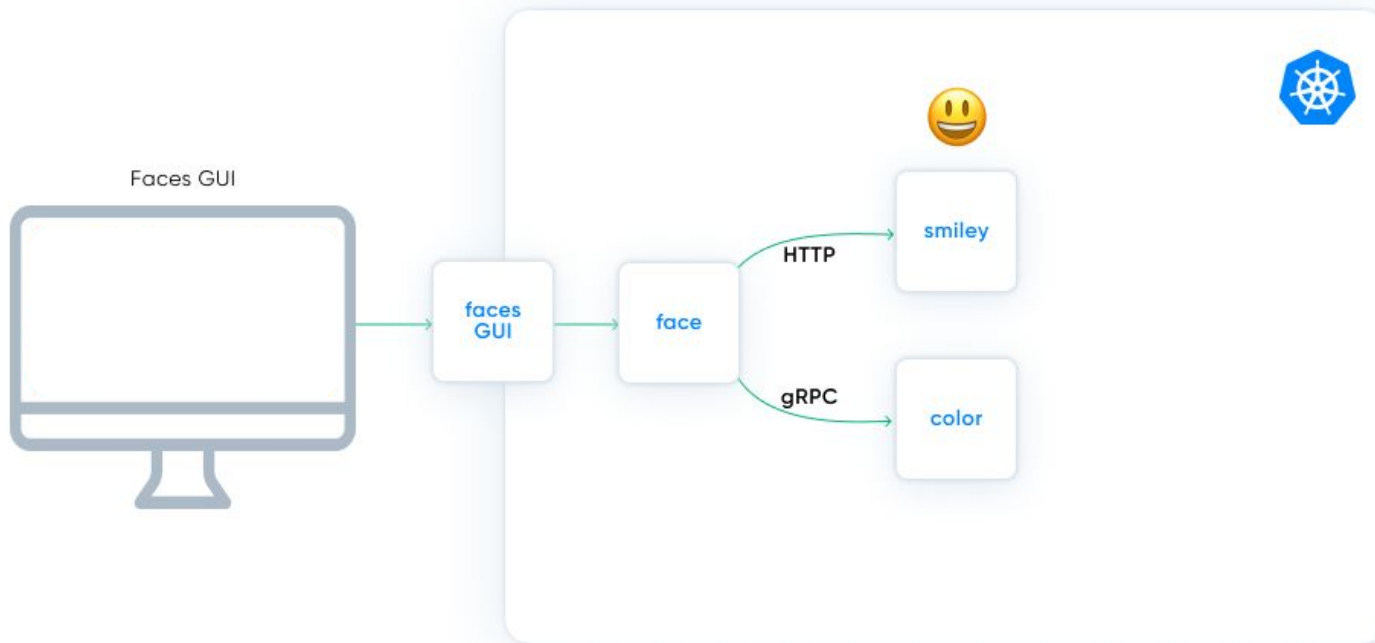 Faces GUI
faces
GUI
face
HTTP
smiley
gRPC
color